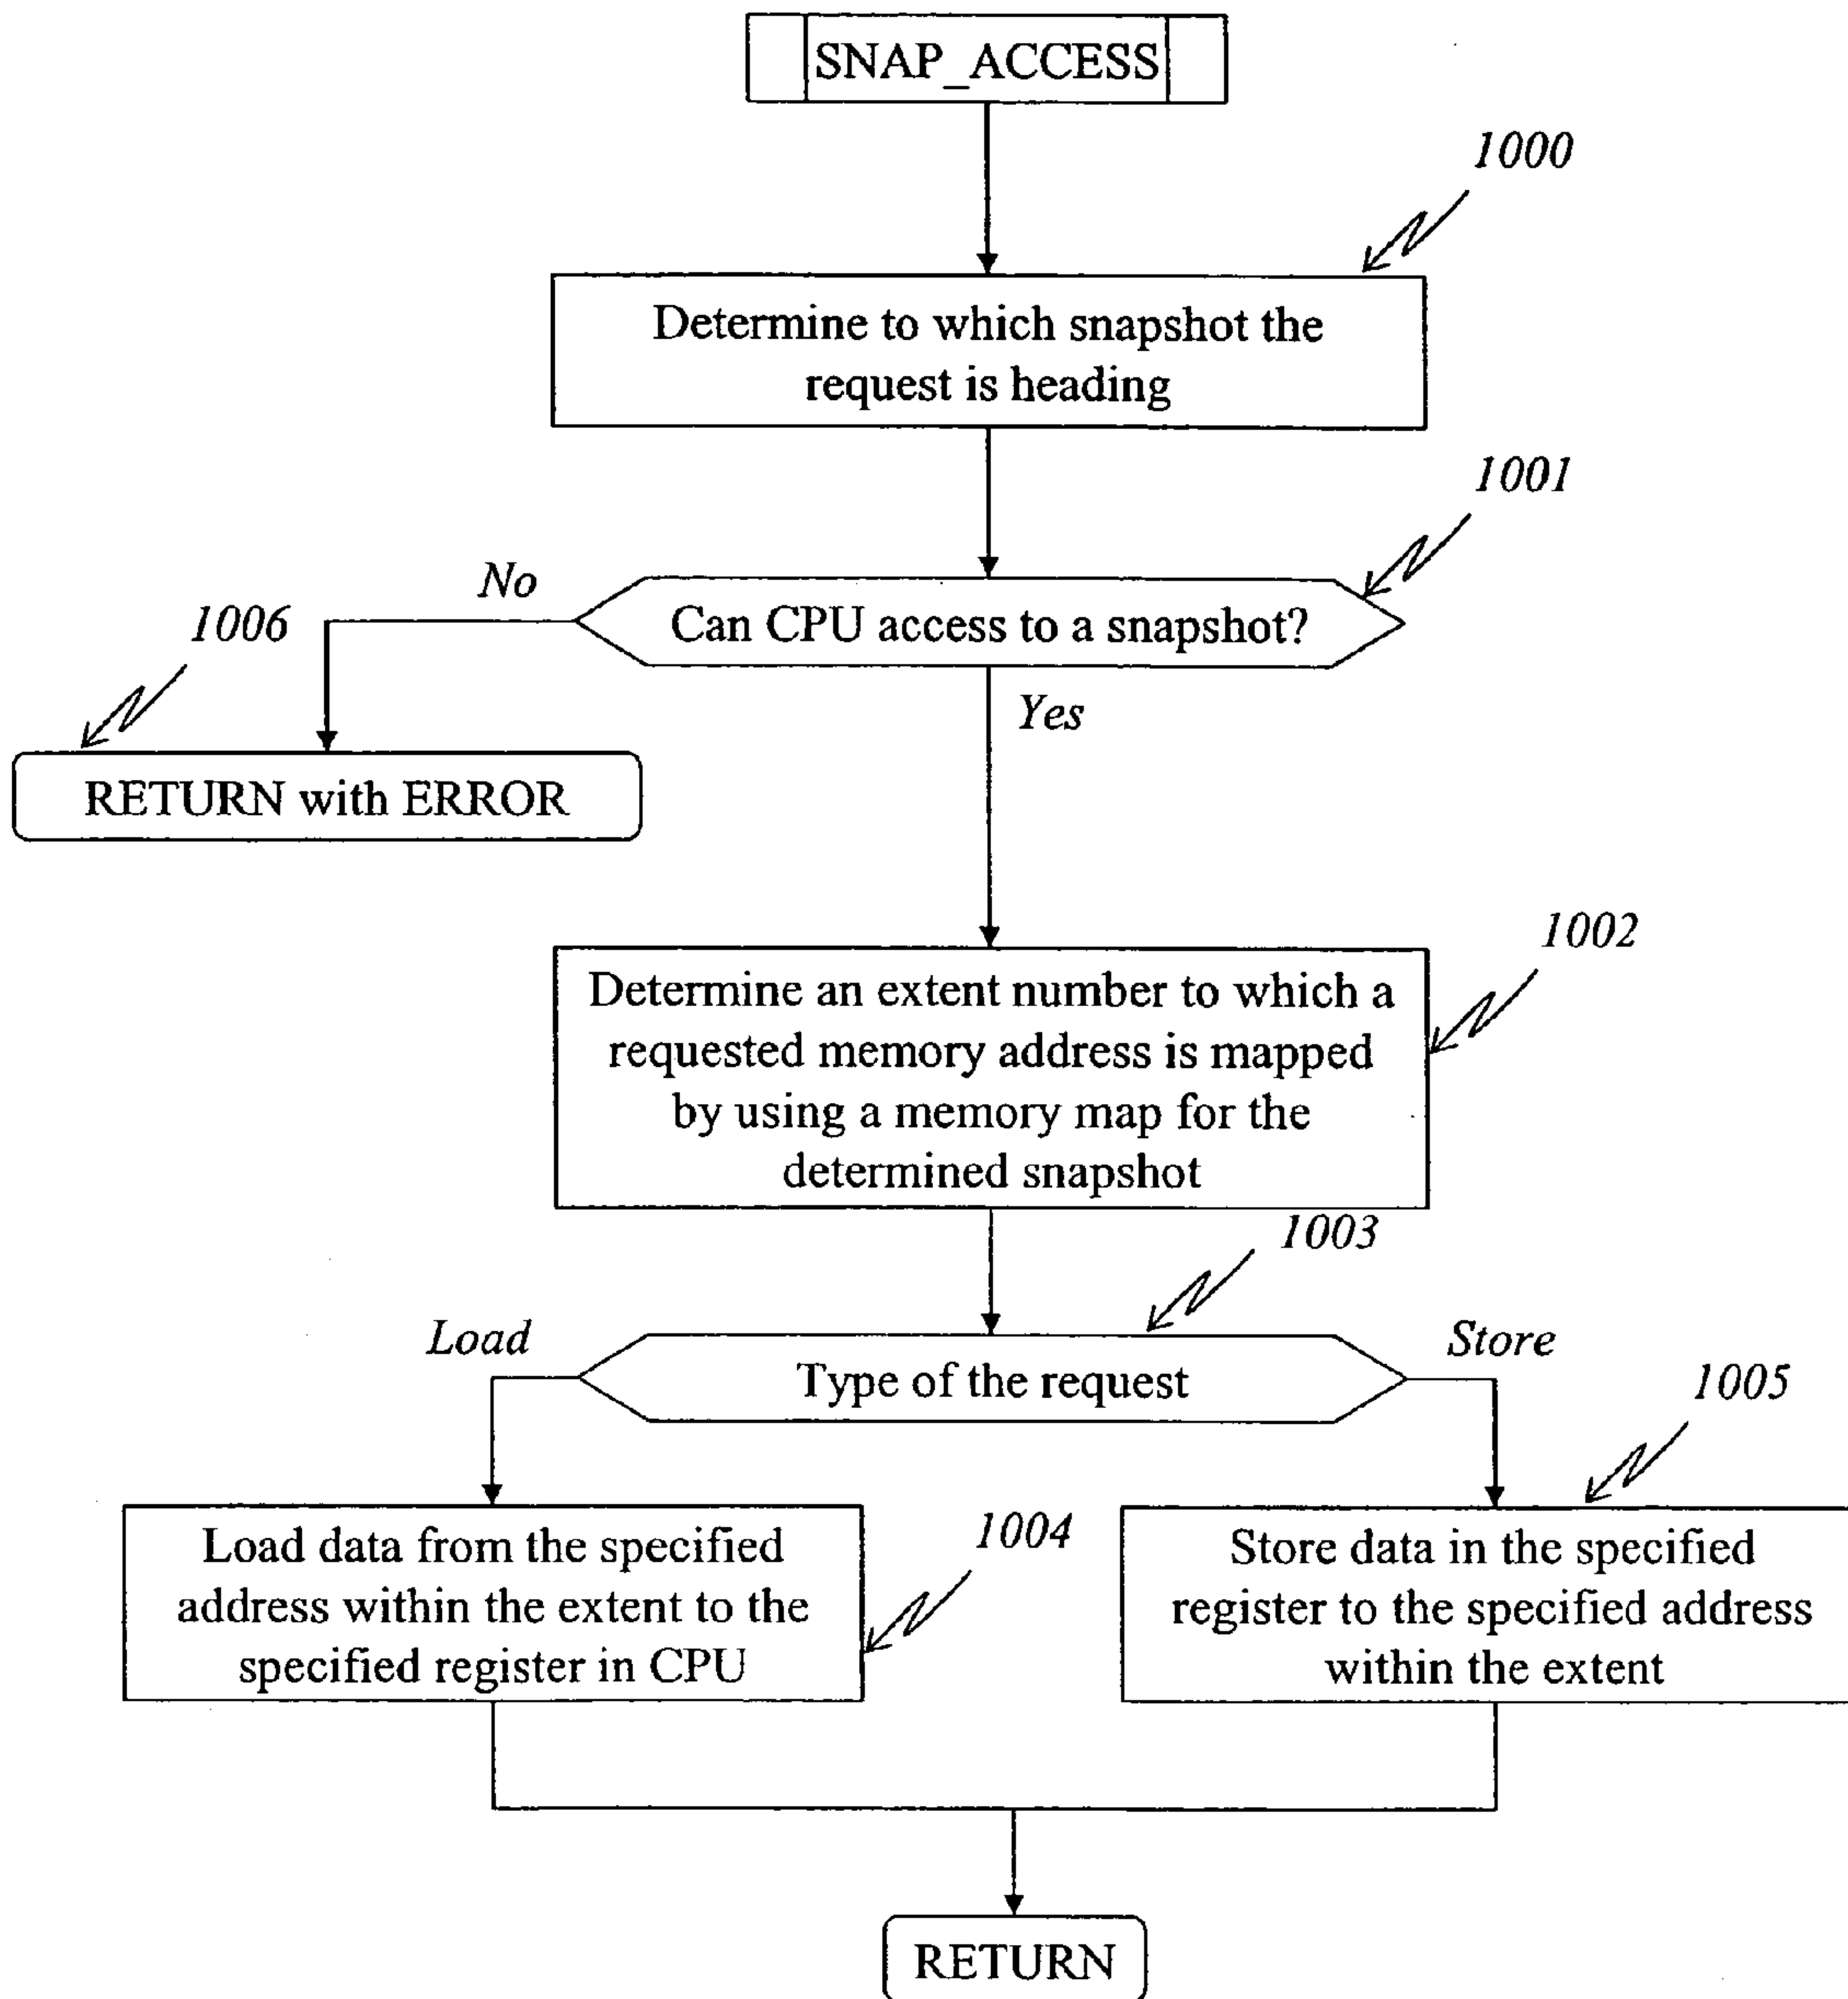 SNAP_ACCESS
1000
Determine to which snapshot the
request is heading
1001
No
Can CPU access to a snapshot?
1006
Yes
RETURN with ERROR
1002
Determine an extent number to which a
requested memory address is mapped
by using a memory map for the
determined snapshot
1003
Load
Store
Type of the request
1005
1004
Load data from the specified
address within the extent to the
specified register in CPU
Store data in the specified
register to the specified address
within the extent
RETURN